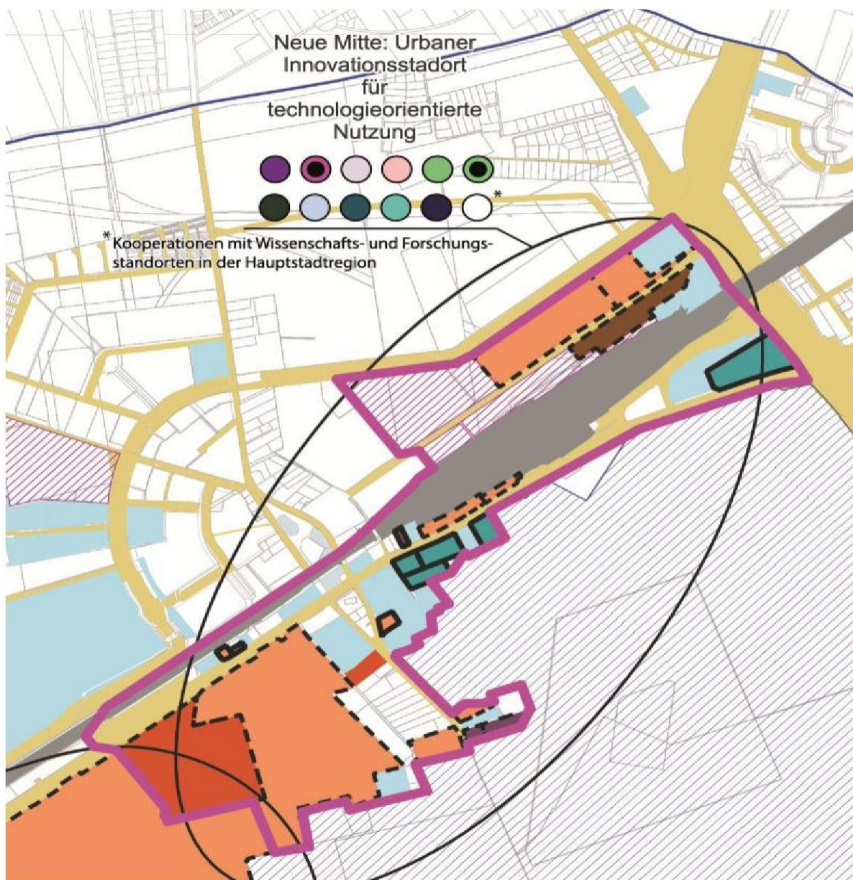 Neue Mitte: Urbaner
Innovationsstadort
für
technologieorientierte
Nutzung
*
*Kooperationen mit Wissenschafts- und Forschungs-
standorten in der Hauptstadtregion